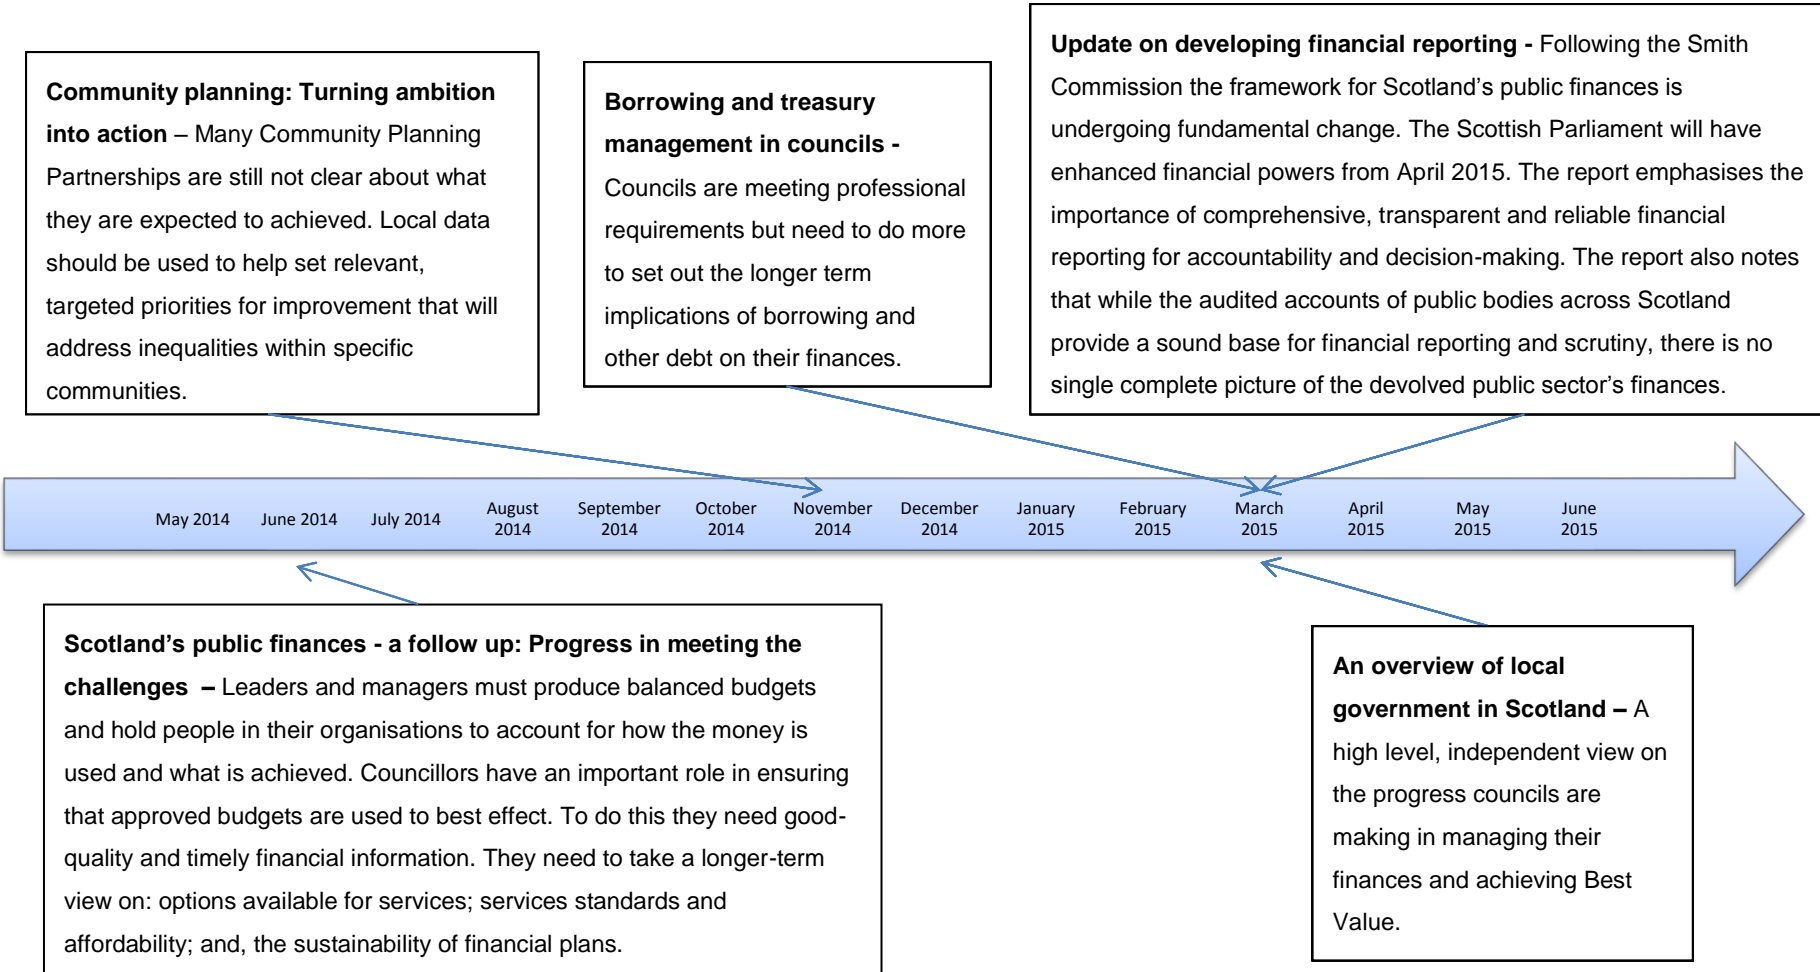 Community planning: Turning ambition
into action – Many Community Planning
Partnerships are still not clear about what
they are expected to achieved. Local data
should be used to help set relevant,
targeted priorities for improvement that will
address inequalities within specific
communities.
Borrowing and treasury
management in councils -
Councils are meeting professional
requirements but need to do more
to set out the longer term
implications of borrowing and
other debt on their finances.
Update on developing financial reporting - Following the Smith
Commission the framework for Scotland’s public finances is
undergoing fundamental change. The Scottish Parliament will have
enhanced financial powers from April 2015. The report emphasises the
importance of comprehensive, transparent and reliable financial
reporting for accountability and decision-making. The report also notes
that while the audited accounts of public bodies across Scotland
provide a sound base for financial reporting and scrutiny, there is no
single complete picture of the devolved public sector’s finances.
May 2014
June 2014
July 2014
August
2014
September
2014
October
2014
November
2014
December
2014
January
2015
February
2015
March
2015
April
2015
May
2015
June
2015
Scotland’s public finances - a follow up: Progress in meeting the
challenges – Leaders and managers must produce balanced budgets
and hold people in their organisations to account for how the money is
used and what is achieved. Councillors have an important role in ensuring
that approved budgets are used to best effect. To do this they need good-
quality and timely financial information. They need to take a longer-term
view on: options available for services; services standards and
affordability; and, the sustainability of financial plans.
An overview of local
government in Scotland – A
high level, independent view on
the progress councils are
making in managing their
finances and achieving Best
Value.